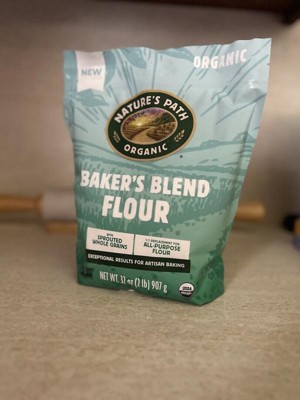 NEW
ORGANIC
NATURE'S PATH
ORGANIC
BAKER'S BLEND
FLOUR
with
SPROUTED
WHOLE GRAINS
1:1 REPLACEMENT FOR
ALL-PURPOSE
FLOUR
EXCEPTIONAL RESULTS FOR ARTISAN BAKING
NET WT. 32 OZ (2 lb) 907 g
USDA
ORGANIC